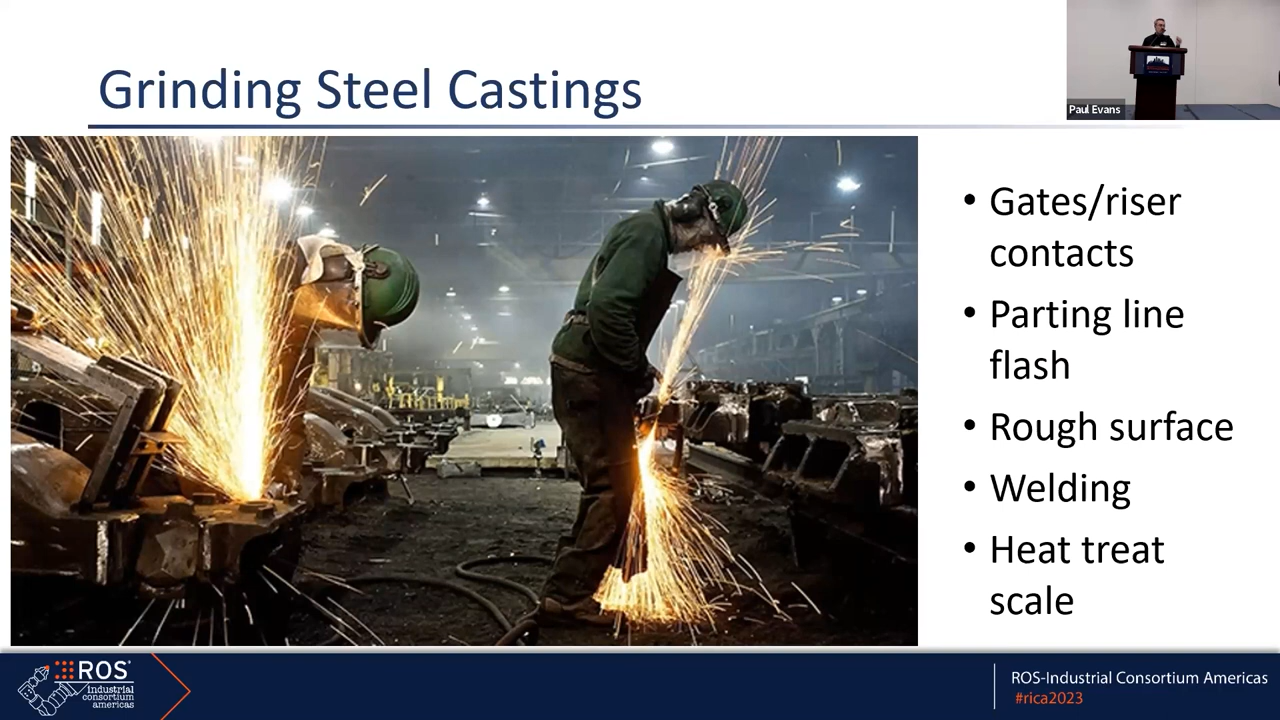 Grinding Steel Castings
Paul Evans
• Gates/riser
contacts
• Parting line
flash
• Rough surface
• Welding
• Heat treat
scale
ROS
industrial
consortium
americas
ROS-Industrial Consortium Americas
#rica2023